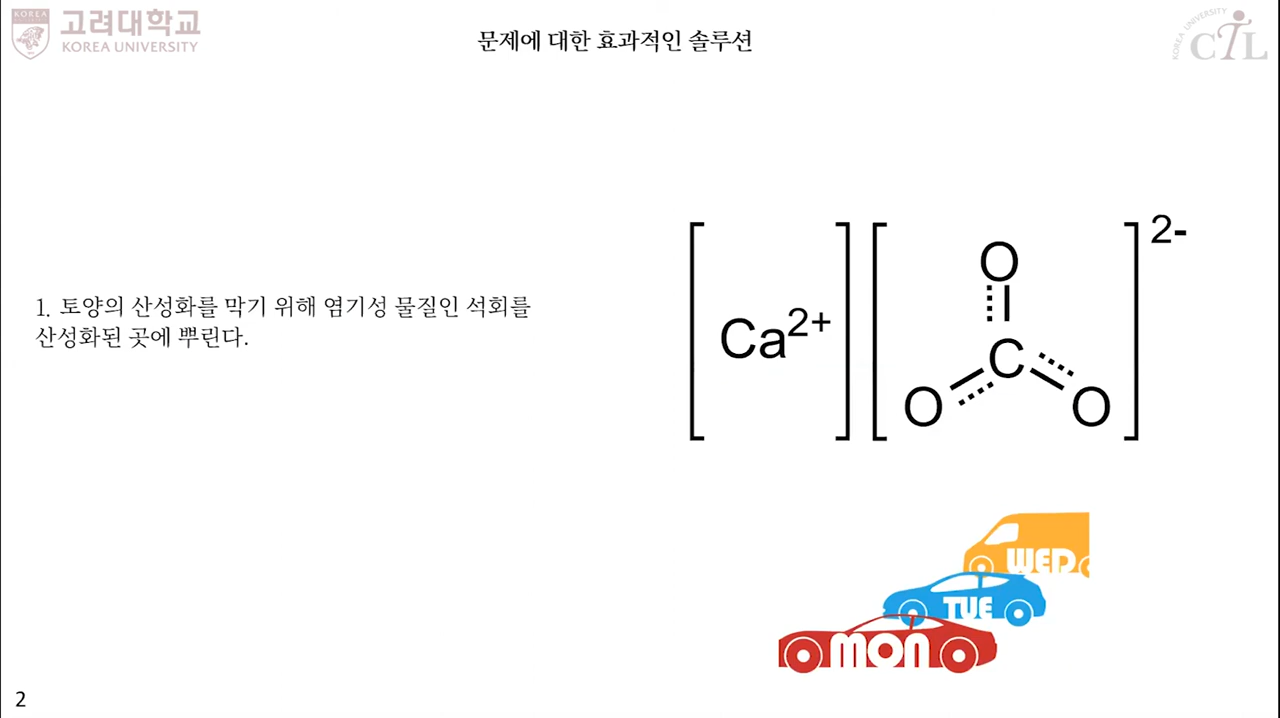 KOREA
고려대학교
KOREA UNIVERSITY
문제에 대한 효과적인 솔루션
KOREA UNIVERSITY
CTL
1. 토양의 산성화를 막기 위해 염기성 물질인 석회를
산성화된 곳에 뿌린다.
2-
O
Ca2+
C
O
O
WED
TUE
MON
2